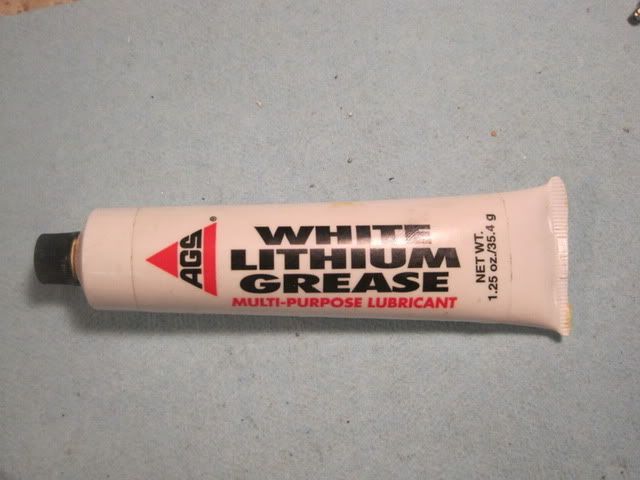 AGS®
WHITE
LITHIUM
GREASE
MULTI-PURPOSE LUBRICANT
NET WT.
1.25 oz./35.4 g